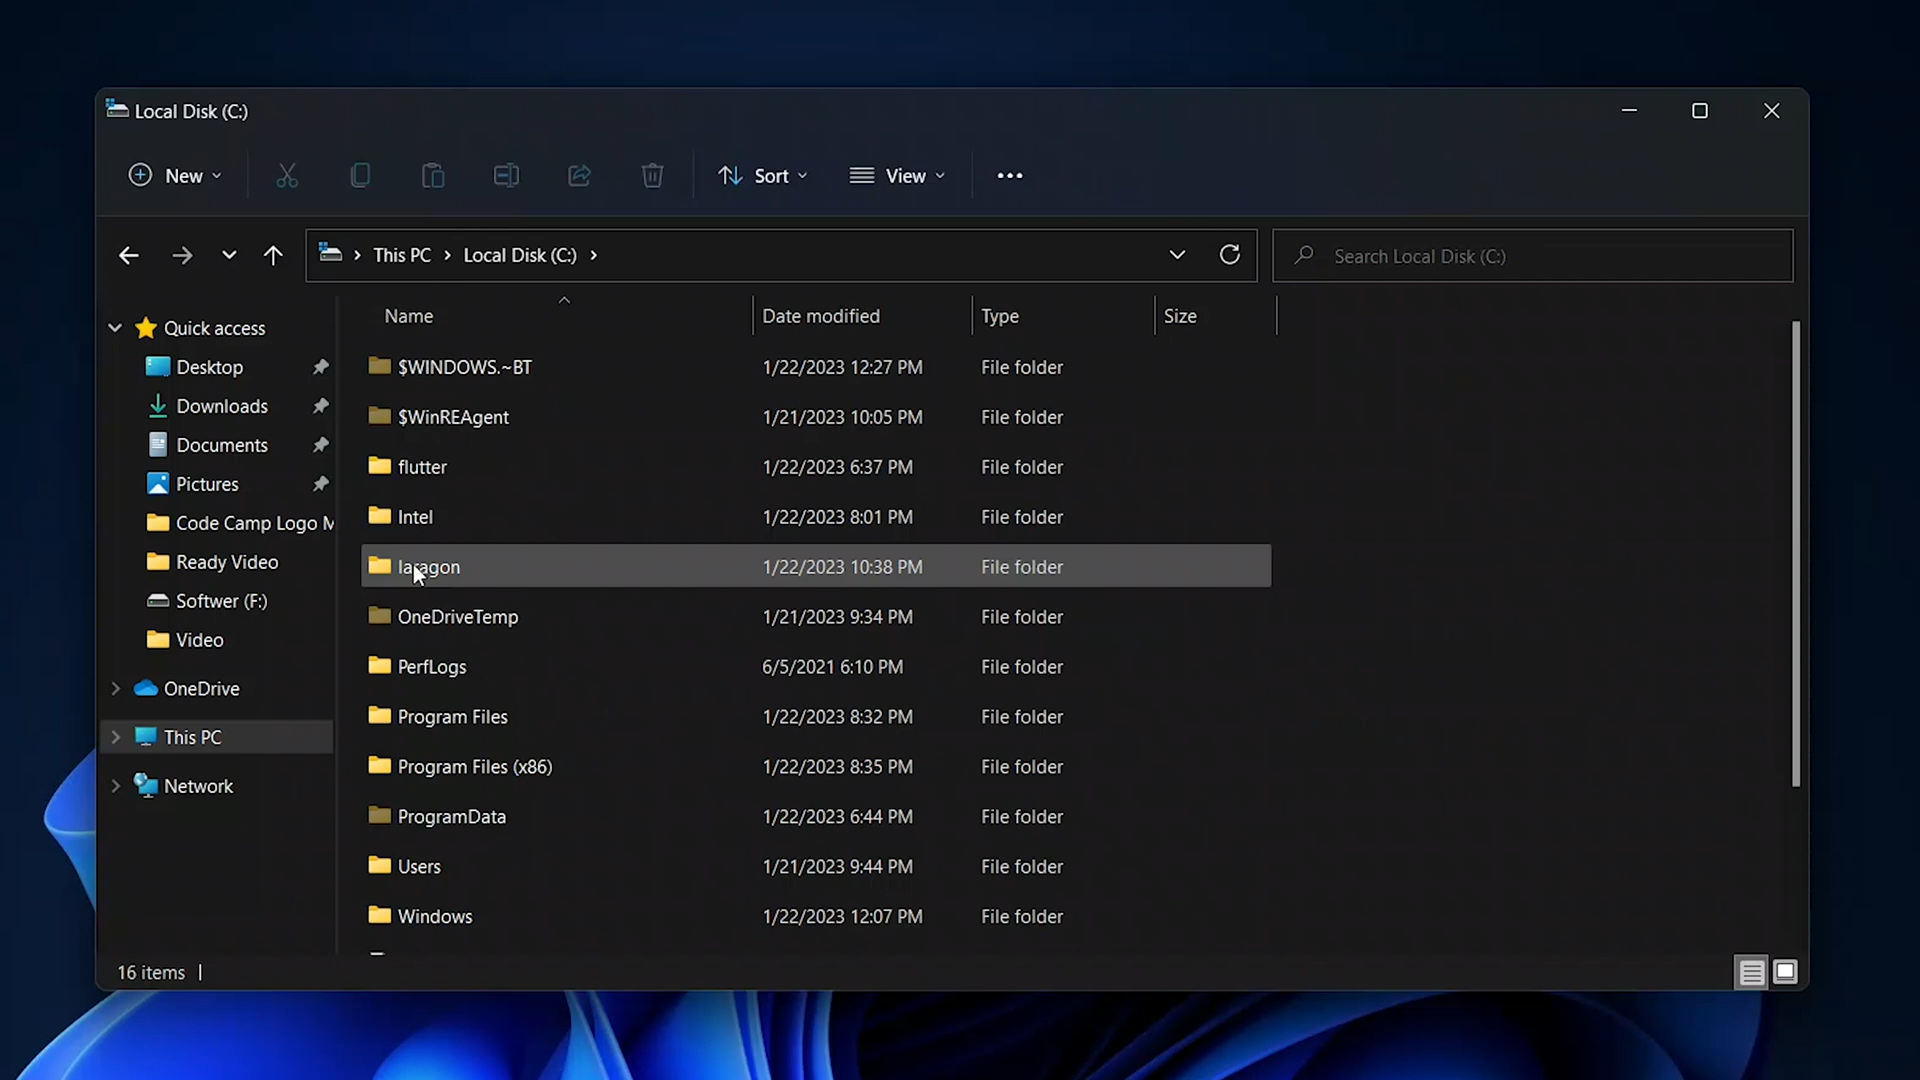 Local Disk (C:)
New
Sort
View
This PC
Local Disk (C:)
Search Local Disk (C:)
Quick access
Desktop
Downloads
Documents
Pictures
Code Camp Logo M
Ready Video
Softwer (F:)
Video
OneDrive
This PC
Network
Name Date modified Type Size
$WINDOWS.~BT 1/22/2023 12:27 PM File folder
$WinREAgent 1/21/2023 10:05 PM File folder
flutter 1/22/2023 6:37 PM File folder
Intel 1/22/2023 8:01 PM File folder
laragon 1/22/2023 10:38 PM File folder
OneDriveTemp 1/21/2023 9:34 PM File folder
PerfLogs 6/5/2021 6:10 PM File folder
Program Files 1/22/2023 8:32 PM File folder
Program Files (x86) 1/22/2023 8:35 PM File folder
ProgramData 1/22/2023 6:44 PM File folder
Users 1/21/2023 9:44 PM File folder
Windows 1/22/2023 12:07 PM File folder
16 items